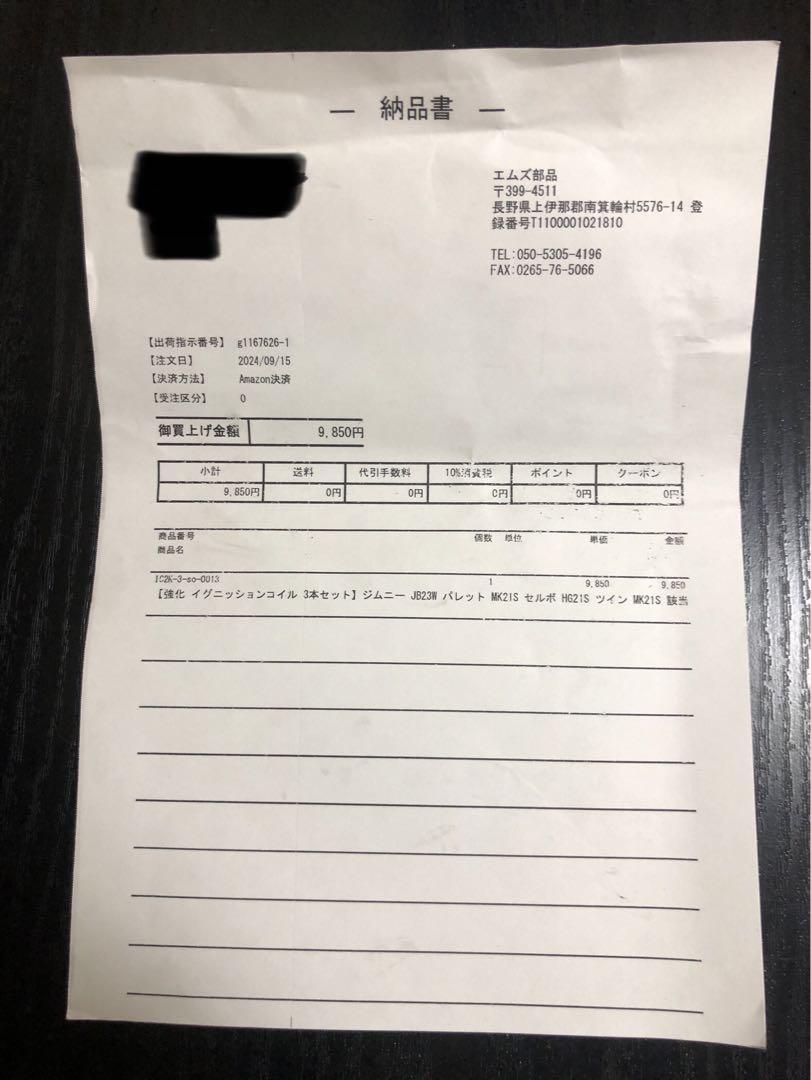 ― 納品書 ―
エムズ部品
〒399-4511
長野県上伊那郡南箕輪村5576-14 登
録番号T1100001021810
TEL:050-5305-4196
FAX:0265-76-5066
【出荷指示番号】 g1167626-1
【注文日】 2024/09/15
【決済方法】 Amazon決済
【受注区分】 0
御買上げ金額 9,850円
小計 送料 代引手数料 10%消費税 ポイント クーポン
9,850円 0円 0円 0円 0円 0円
商品番号 個数 単位 単価 金額
商品名
IC2K-3-so-0013 1 9,850 9,850
【強化 イグニッションコイル 3本セット】ジムニー JB23W パレット MK21S セルボ HG21S ツイン MK21S 該当